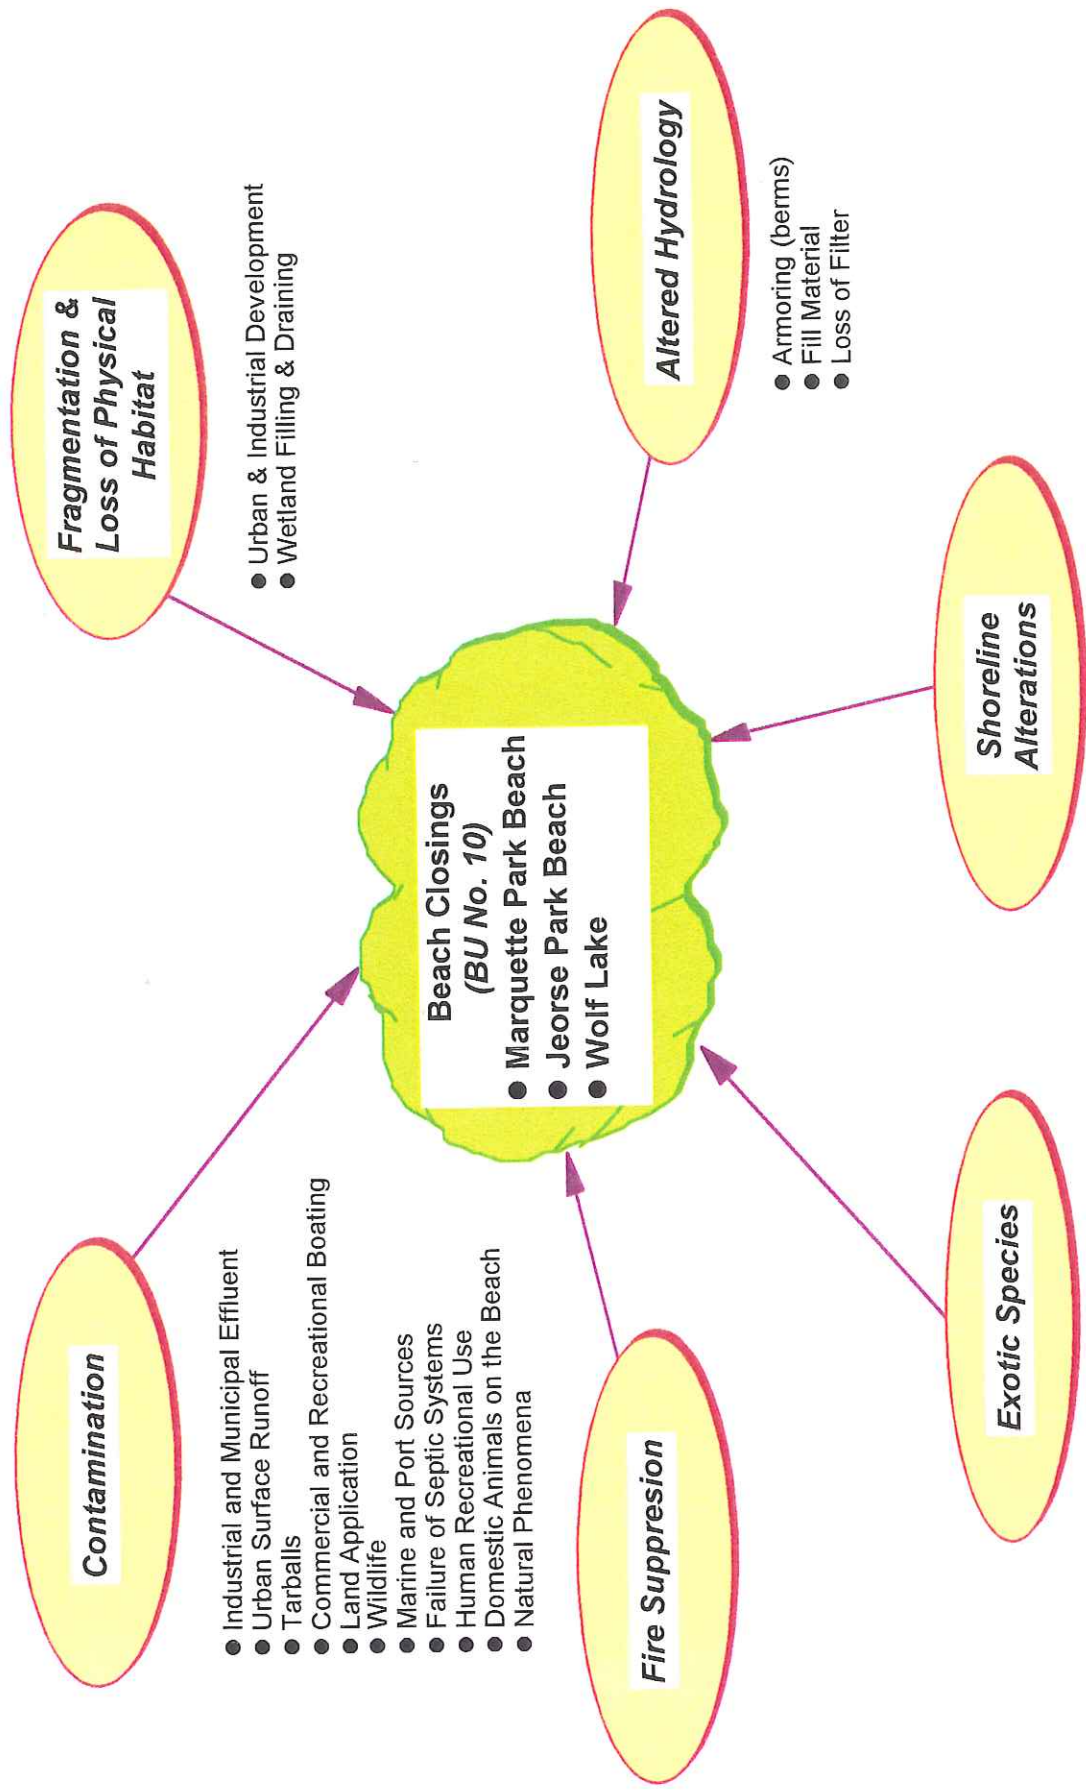 Contamination
● Industrial and Municipal Effluent
● Urban Surface Runoff
● Tarballs
● Commercial and Recreational Boating
● Land Application
● Wildlife
● Marine and Port Sources
● Failure of Septic Systems
● Human Recreational Use
● Domestic Animals on the Beach
● Natural Phenomena
Fragmentation &
Loss of Physical
Habitat
● Urban & Industrial Development
● Wetland Filling & Draining
Beach Closings
(BU No. 10)
● Marquette Park Beach
● Jeorse Park Beach
● Wolf Lake
Fire Suppresion
Altered Hydrology
● Armoring (berms)
● Fill Material
● Loss of Filter
Exotic Species
Shoreline
Alterations